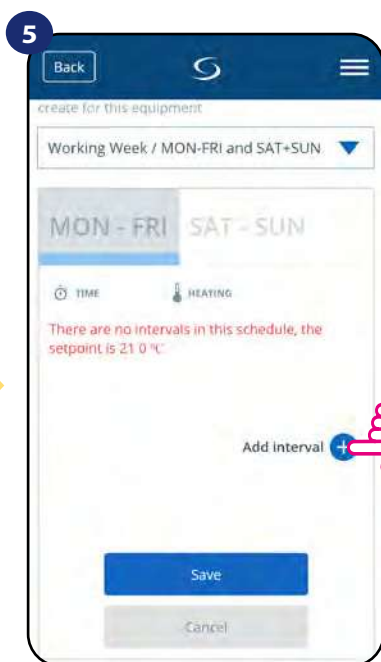 5
Back
create for this equipment
Working Week / MON-FRI and SAT+SUN
MON - FRI SAT - SUN
TIME HEATING
There are no intervals in this schedule, the
setpoint is 21 0 °C
Add interval
Save
Cancel